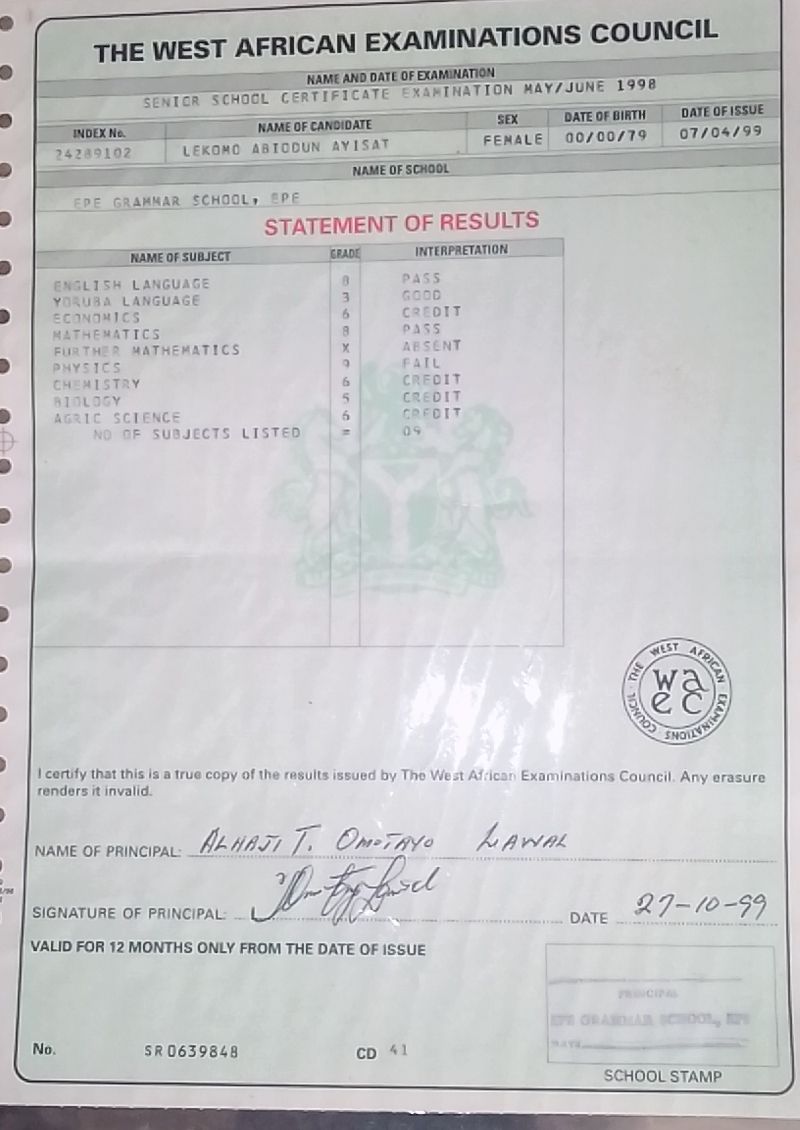 THE WEST AFRICAN EXAMINATIONS COUNCIL
NAME AND DATE OF EXAMINATION
SENIOR SCHOOL CERTIFICATE EXAMINATION MAY/JUNE 1998
INDEX No. NAME OF CANDIDATE SEX DATE OF BIRTH DATE OF ISSUE
24289102 LEKOMO ABIODUN AYISAT FEMALE 00/00/79 07/04/99
NAME OF SCHOOL
EPE GRAMMAR SCHOOL, EPE
STATEMENT OF RESULTS
NAME OF SUBJECT GRADE INTERPRETATION
ENGLISH LANGUAGE 8 PASS
YORUBA LANGUAGE 3 GOOD
ECONOMICS 6 CREDIT
MATHEMATICS 8 PASS
FURTHER MATHEMATICS X ABSENT
PHYSICS 9 FAIL
CHEMISTRY 6 CREDIT
BIOLOGY 5 CREDIT
AGRIC SCIENCE 6 CREDIT
NO OF SUBJECTS LISTED = 09
THE WEST AFRICAN EXAMINATIONS COUNCIL
wa
ec
I certify that this is a true copy of the results issued by The West African Examinations Council. Any erasure
renders it invalid.
NAME OF PRINCIPAL: ALHAJI T. OMOTAYO LAWAL
SIGNATURE OF PRINCIPAL: DATE 27-10-99
VALID FOR 12 MONTHS ONLY FROM THE DATE OF ISSUE
PRINCIPAL
EPE GRAMMAR SCHOOL, EPE
DATE
No. SR0639848 CD 41
SCHOOL STAMP